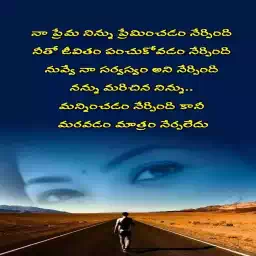 నా ప్రేమ నిన్ను ప్రేమించడం నేర్పింది
నీతో జీవితం పంచుకోవడం నేర్పింది
నువ్వే నా సర్వస్వం అని నేర్పింది
నన్ను మరిచిన నిన్ను..
మన్నించడం నేర్పింది కానీ
మరవడం మాత్రం నేర్పలేదు